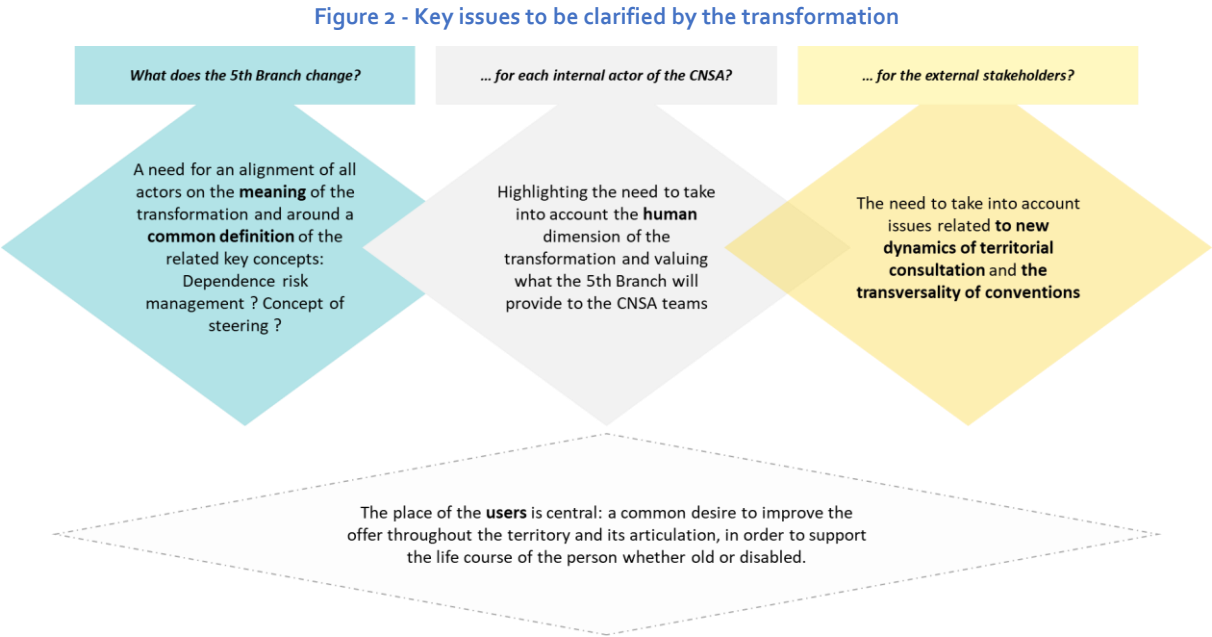 Figure 2 - Key issues to be clarified by the transformation
What does the 5th Branch change?
A need for an alignment of all
actors on the meaning of the
transformation and around a
common definition of the
related key concepts:
Dependence risk
management ? Concept of
steering ?
... for each internal actor of the CNSA?
Highlighting the need to take
into account the human
dimension of the
transformation and valuing
what the 5th Branch will
provide to the CNSA teams
... for the external stakeholders?
The need to take into account
issues related to new
dynamics of territorial
consultation and the
transversality of conventions
The place of the users is central: a common desire to improve the
offer throughout the territory and its articulation, in order to support
the life course of the person whether old or disabled.